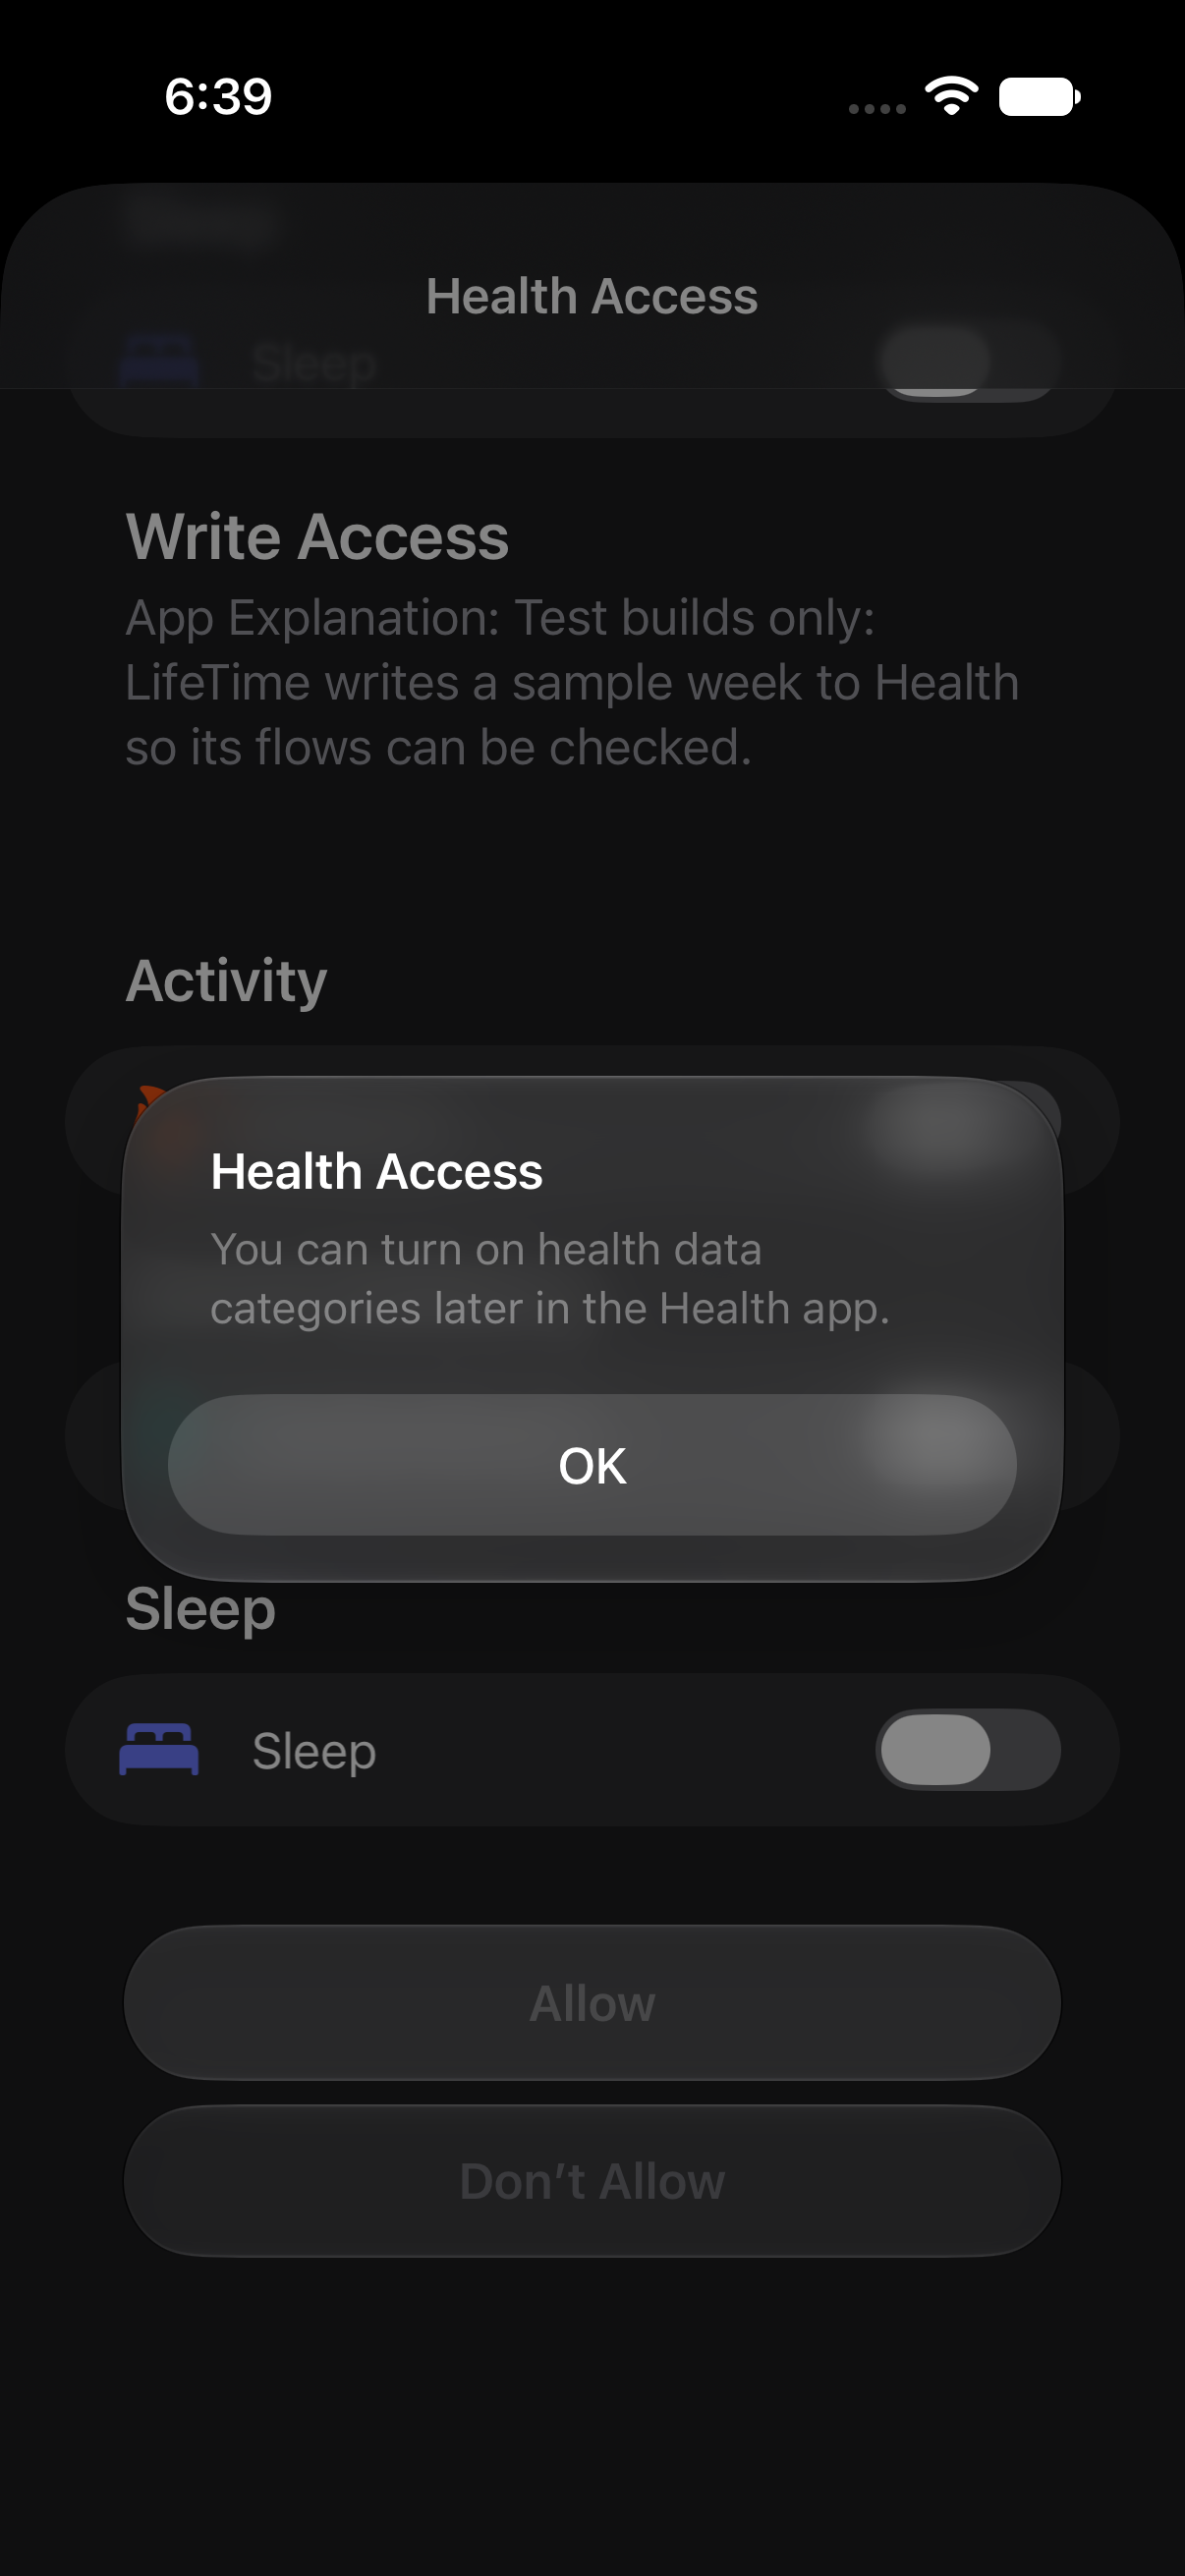 6:39
Health Access
Sleep
Write Access
App Explanation: Test builds only:
LifeTime writes a sample week to Health
so its flows can be checked.
Activity
Health Access
You can turn on health data
categories later in the Health app.
OK
Sleep
Sleep
Allow
Don’t Allow